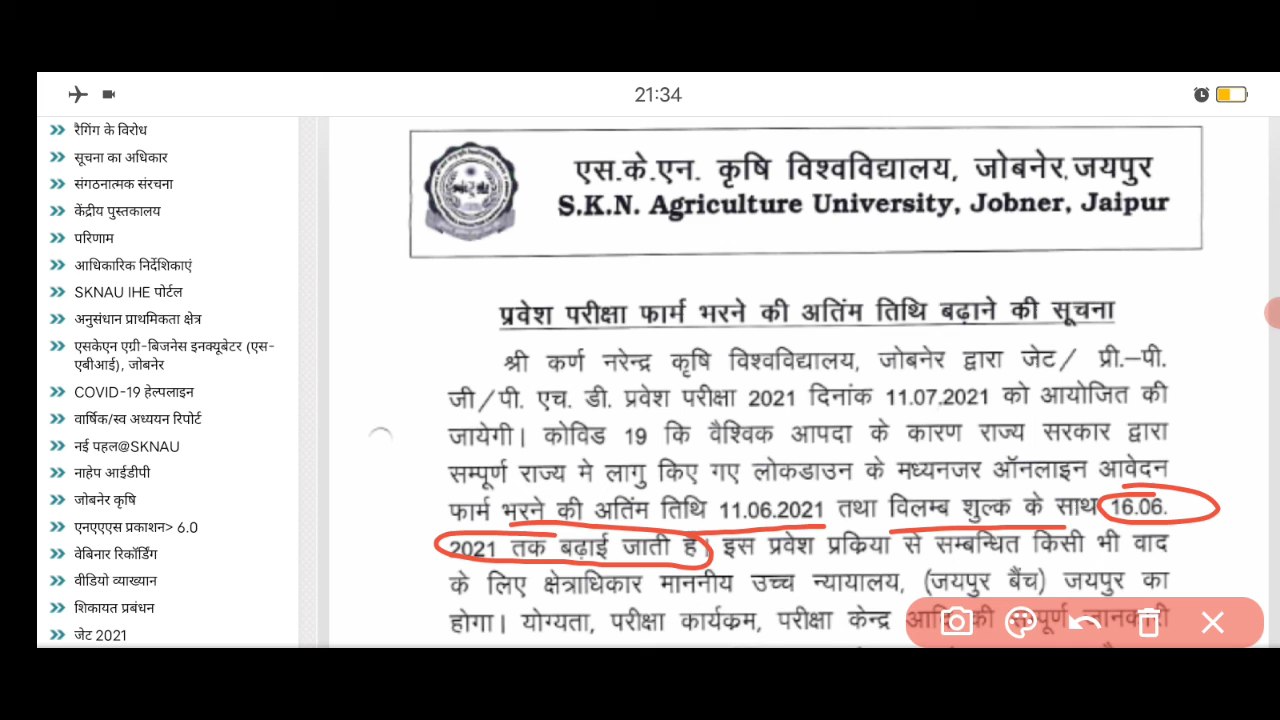 21:34
रैगिंग के विरोध
सूचना का अधिकार
संगठनात्मक संरचना
केंद्रीय पुस्तकालय
परिणाम
आधिकारिक निर्देशिकाएं
SKNAU IHE पोर्टल
अनुसंधान प्राथमिकता क्षेत्र
एसकेएन एग्री-बिजनेस इनक्यूबेटर (एस-
एबीआई), जोबनेर
COVID-19 हेल्पलाइन
वार्षिक/स्व अध्ययन रिपोर्ट
नई पहल@SKNAU
नाहेप आईडीपी
जोबनेर कृषि
एनएएएस प्रकाशन> 6.0
वेबिनार रिकॉर्डिंग
वीडियो व्याख्यान
शिकायत प्रबंधन
जेट 2021
एस.के.एन. कृषि विश्वविद्यालय, जोबनेर,जयपुर
S.K.N. Agriculture University, Jobner, Jaipur
प्रवेश परीक्षा फार्म भरने की अतिंम तिथि बढ़ाने की सूचना
श्री कर्ण नरेन्द्र कृषि विश्वविद्यालय, जोबनेर द्वारा जेट/ प्री.–पी.
जी/पी. एच. डी. प्रवेश परीक्षा 2021 दिनांक 11.07.2021 को आयोजित की
जायेगी। कोविड 19 कि वैश्विक आपदा के कारण राज्य सरकार द्वारा
सम्पूर्ण राज्य मे लागु किए गए लोकडाउन के मध्यनजर ऑनलाइन आवेदन
फार्म भरने की अतिंम तिथि 11.06.2021 तथा विलम्ब शुल्क के साथ 16.06.
2021 तक बढ़ाई जाती है। इस प्रवेश प्रक्रिया से सम्बन्धित किसी भी वाद
के लिए क्षेत्राधिकार माननीय उच्च न्यायालय, (जयपुर बैंच) जयपुर का
होगा। योग्यता, परीक्षा कार्यक्रम, परीक्षा केन्द्र आदि की सम्पूर्ण जानकारी